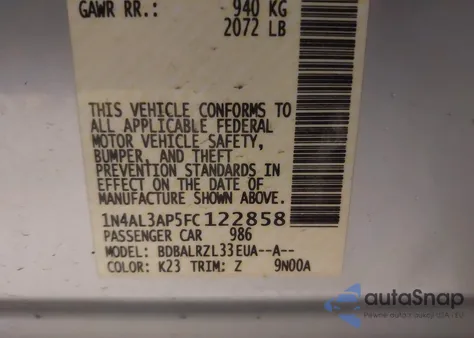 GAWR RR.: 940 KG
2072 LB
THIS VEHICLE CONFORMS TO
ALL APPLICABLE FEDERAL
MOTOR VEHICLE SAFETY,
BUMPER, AND THEFT
PREVENTION STANDARDS IN
EFFECT ON THE DATE OF
MANUFACTURE SHOWN ABOVE.
1N4AL3AP5FC122858
PASSENGER CAR 986
MODEL: BDBALRZL33EUA--A--
COLOR: K23 TRIM: Z 9N00A
autoSnap